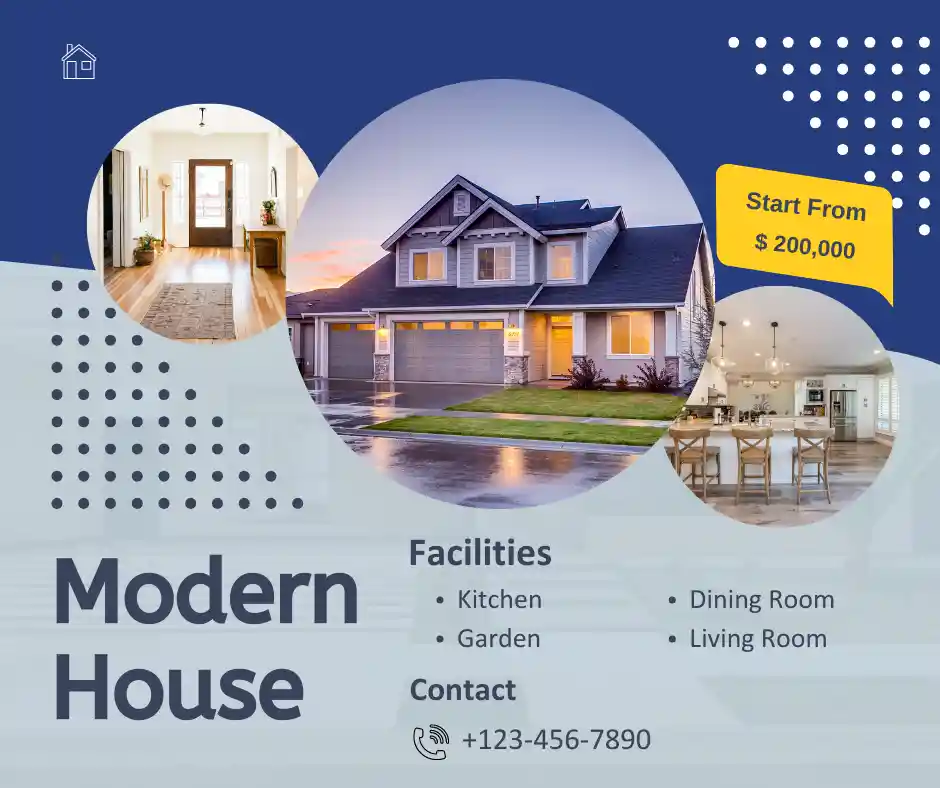 Start From
$ 200,000
Modern
House
Facilities
• Kitchen
• Garden
• Dining Room
• Living Room
Contact
+123-456-7890